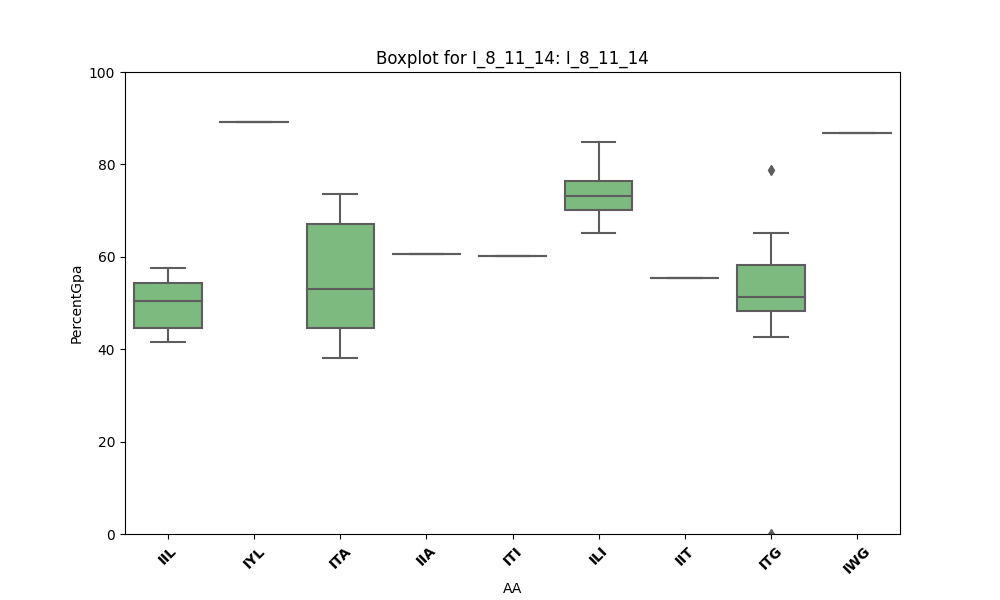 Boxplot for I_8_11_14: I_8_11_14
100
80
60
40
20
0
PercentGpa
IIL
IYL
ITA
IIA
ITI
ILI
IIT
ITG
IWG
AA